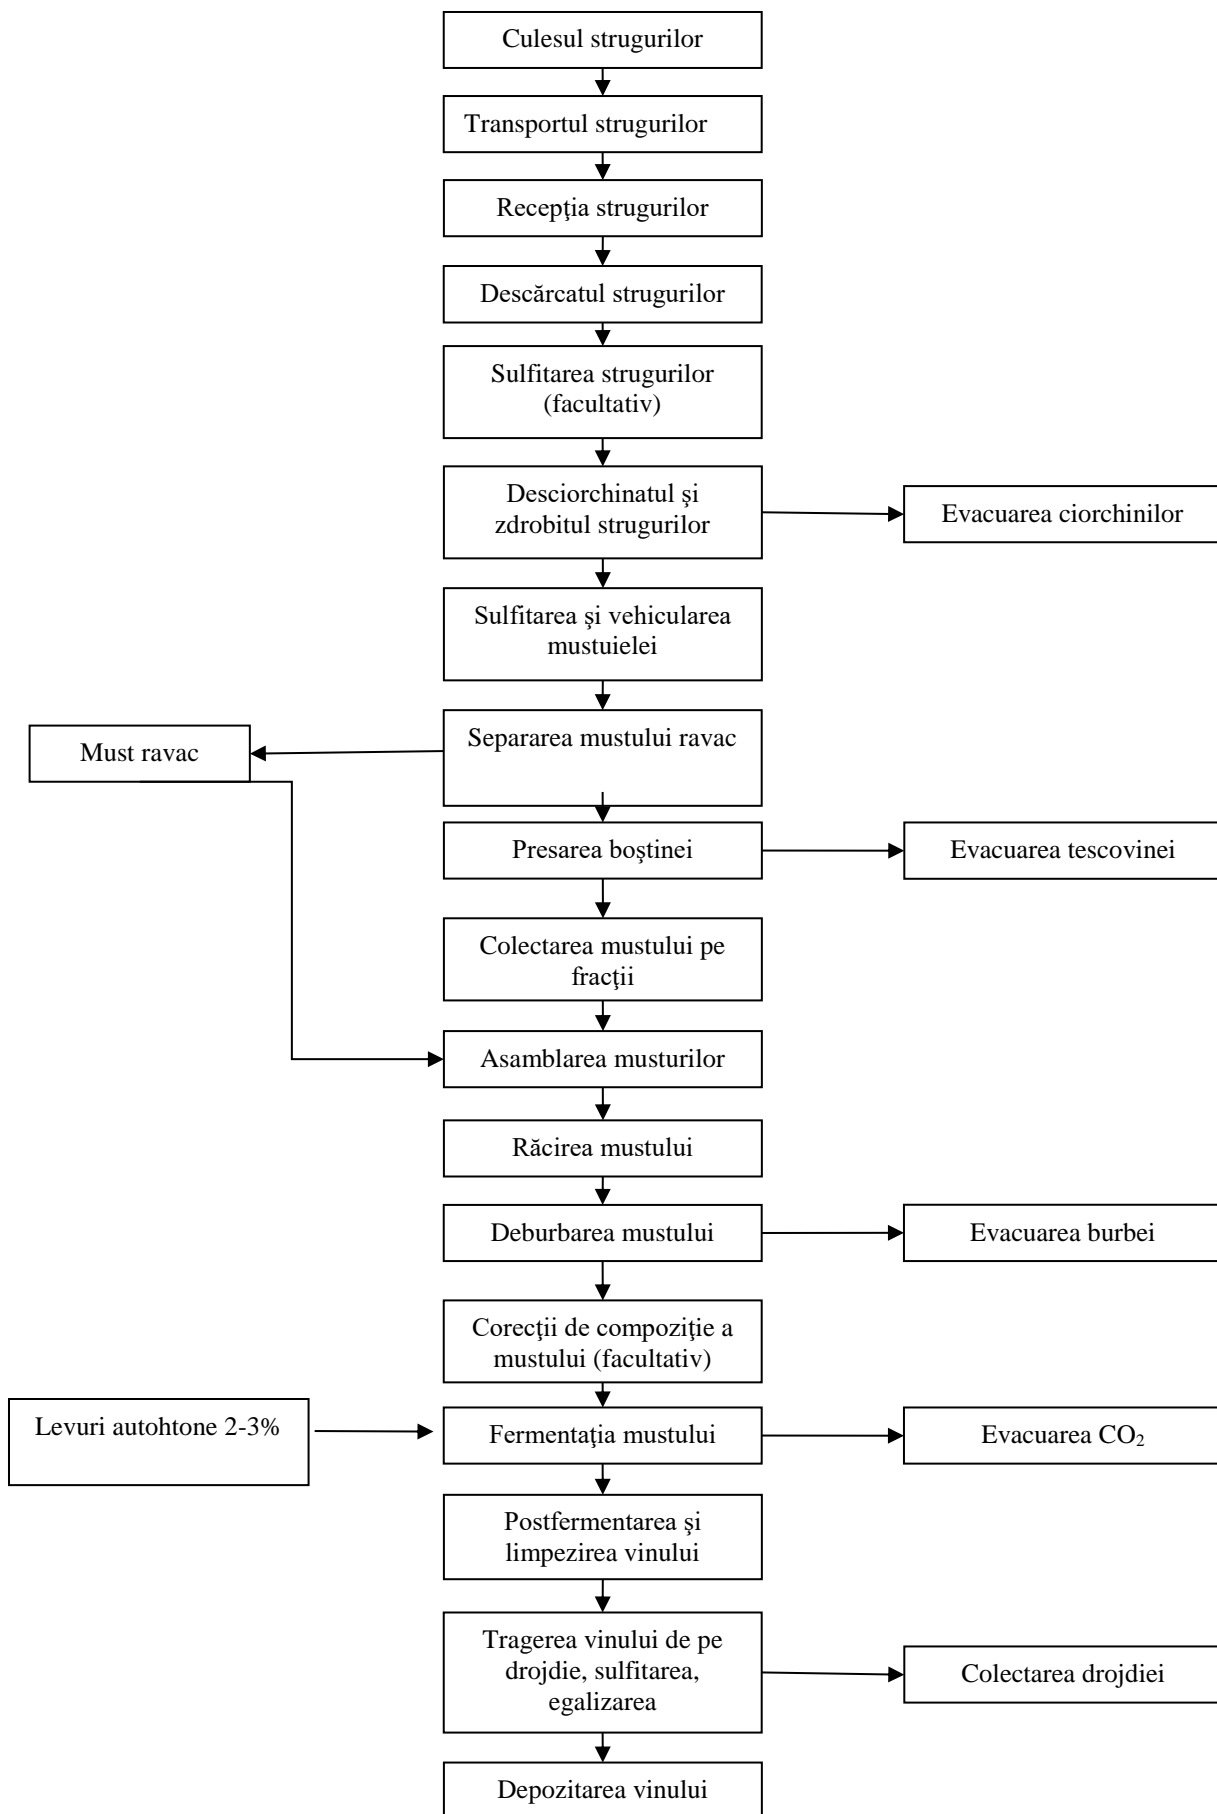 Culesul strugurilor
Transportul strugurilor
Recepţia strugurilor
Descărcatul strugurilor
Sulfitarea strugurilor
(facultativ)
Desciorchinatul şi
zdrobitul strugurilor
Evacuarea ciorchinilor
Sulfitarea şi vehicularea
mustuielei
Separarea mustului ravac
Must ravac
Presarea boştinei
Evacuarea tescovinei
Colectarea mustului pe
fracţii
Asamblarea musturilor
Răcirea mustului
Deburbarea mustului
Evacuarea burbei
Corecţii de compoziţie a
mustului (facultativ)
Levuri autohtone 2-3%
Fermentaţia mustului
Evacuarea CO₂
Postfermentarea şi
limpezirea vinului
Tragerea vinului de pe
drojdie, sulfitarea,
egalizarea
Colectarea drojdiei
Depozitarea vinului